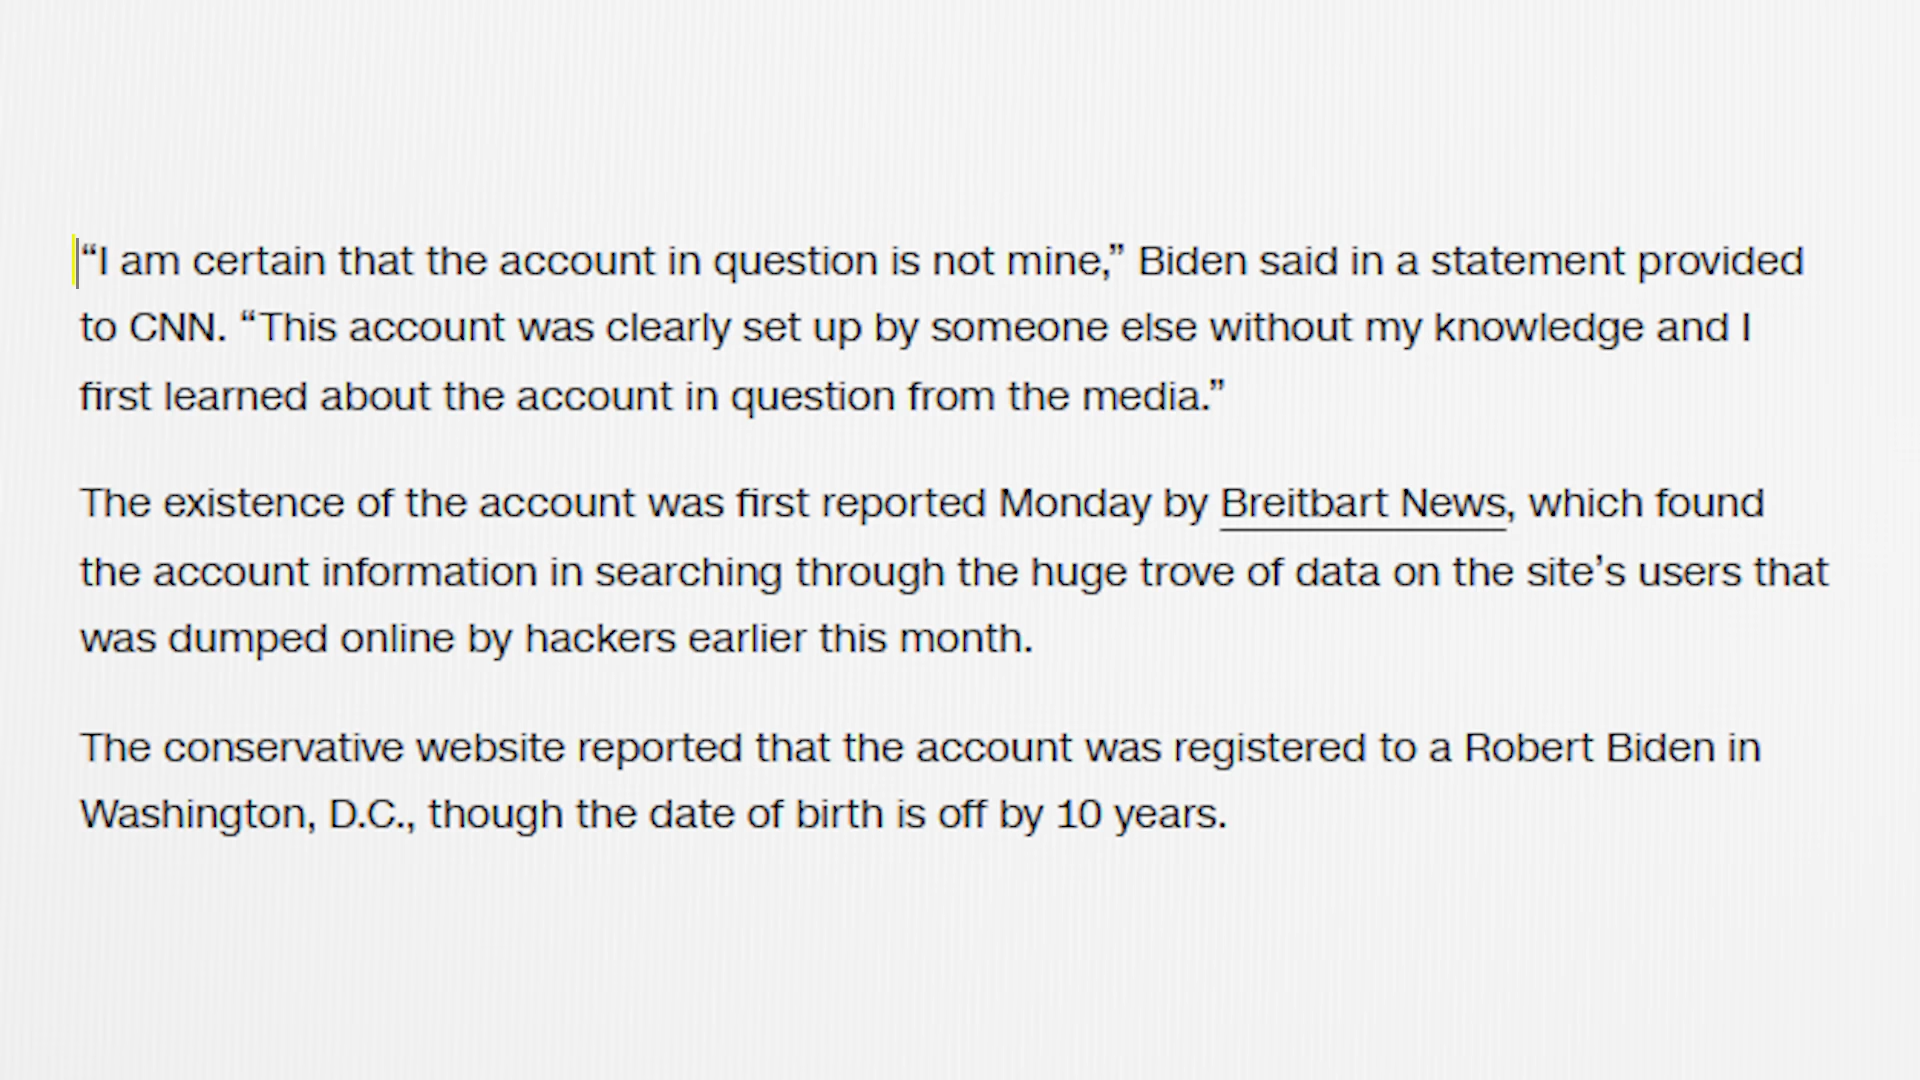 “I am certain that the account in question is not mine,” Biden said in a statement provided
to CNN. “This account was clearly set up by someone else without my knowledge and I
first learned about the account in question from the media.”
The existence of the account was first reported Monday by Breitbart News, which found
the account information in searching through the huge trove of data on the site’s users that
was dumped online by hackers earlier this month.
The conservative website reported that the account was registered to a Robert Biden in
Washington, D.C., though the date of birth is off by 10 years.